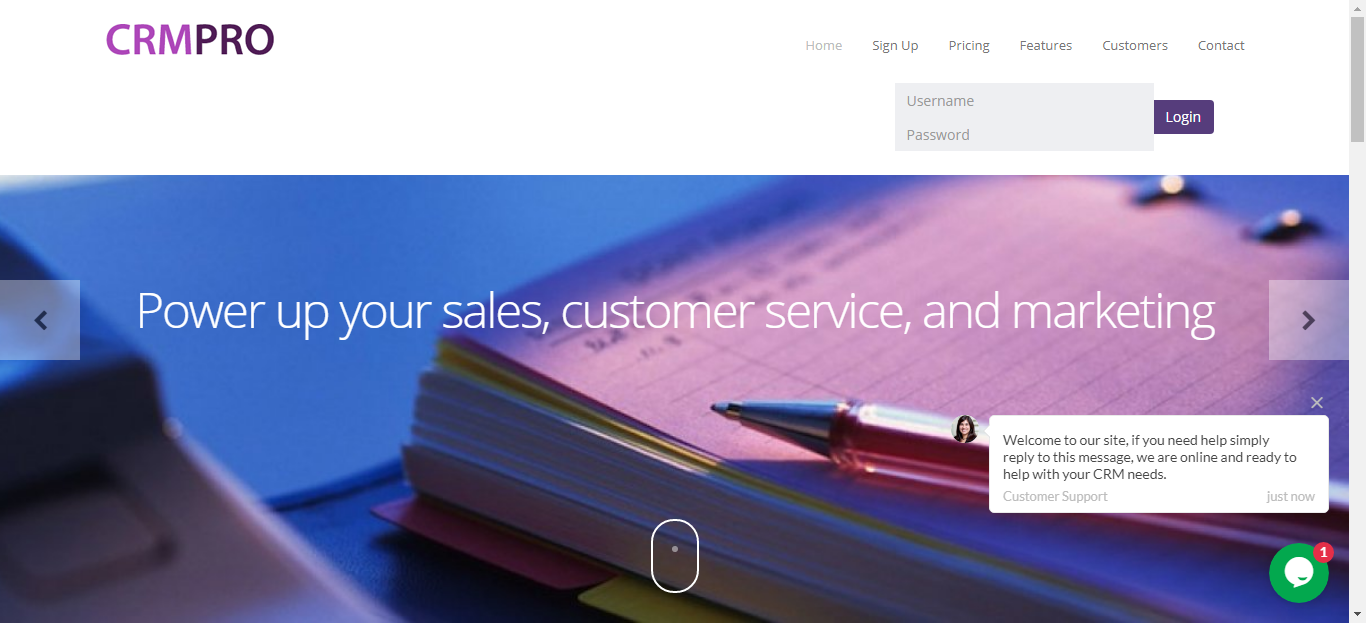 CRMPRO
Home Sign Up Pricing Features Customers Contact
Username
Password
Login
Power up your sales, customer service, and marketing
Welcome to our site, if you need help simply
reply to this message, we are online and ready to
help with your CRM needs.
Customer Support just now
1